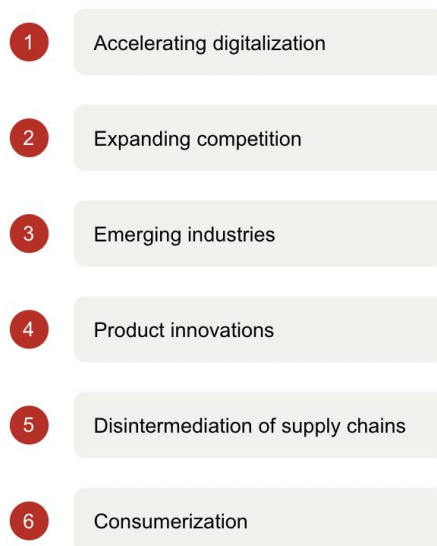 1 Accelerating digitalization
2 Expanding competition
3 Emerging industries
4 Product innovations
5 Disintermediation of supply chains
6 Consumerization